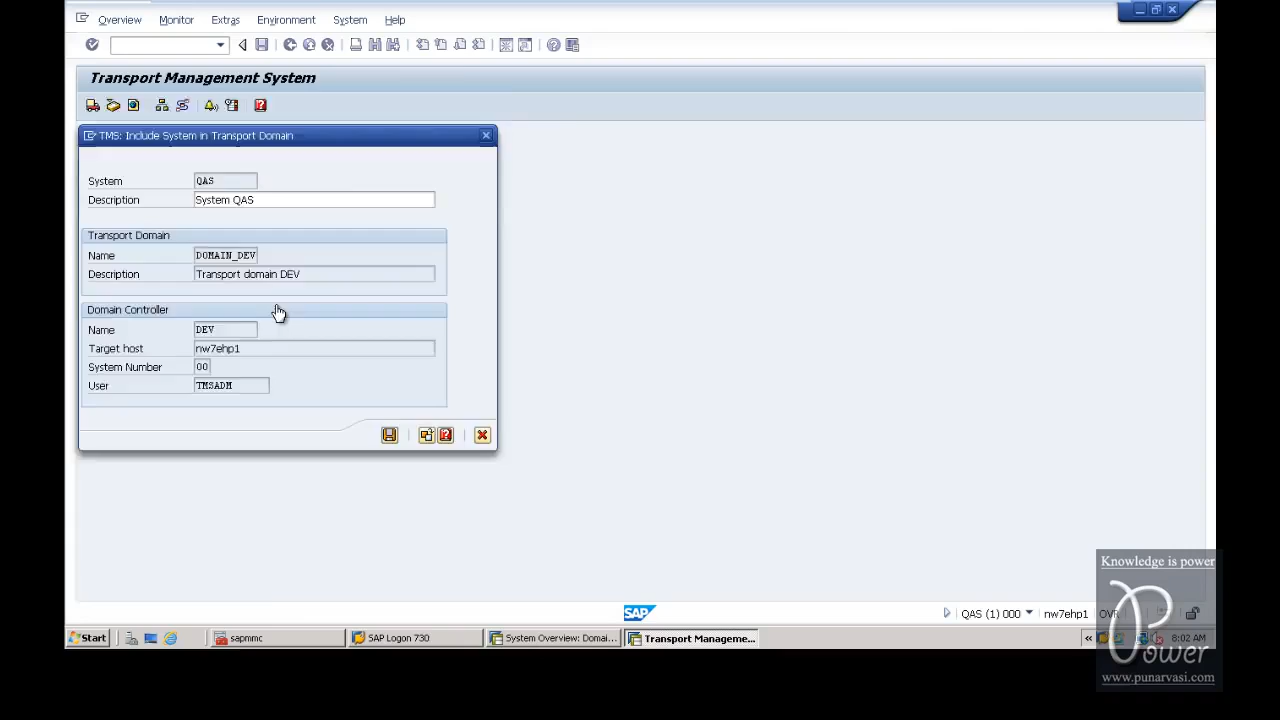 Overview Monitor Extras Environment System Help
Transport Management System
TMS: Include System in Transport Domain
System QAS
Description System QAS
Transport Domain
Name DOMAIN_DEV
Description Transport domain DEV
Domain Controller
Name DEV
Target host nw7ehp1
System Number 00
User TMSADM
SAP
QAS (1) 000 nw7ehp1 OVR
Start sapmmc SAP Logon 730 System Overview: Domai... Transport Manageme... « 8:02 AM
Knowledge is power
Power
www.punarvasi.com